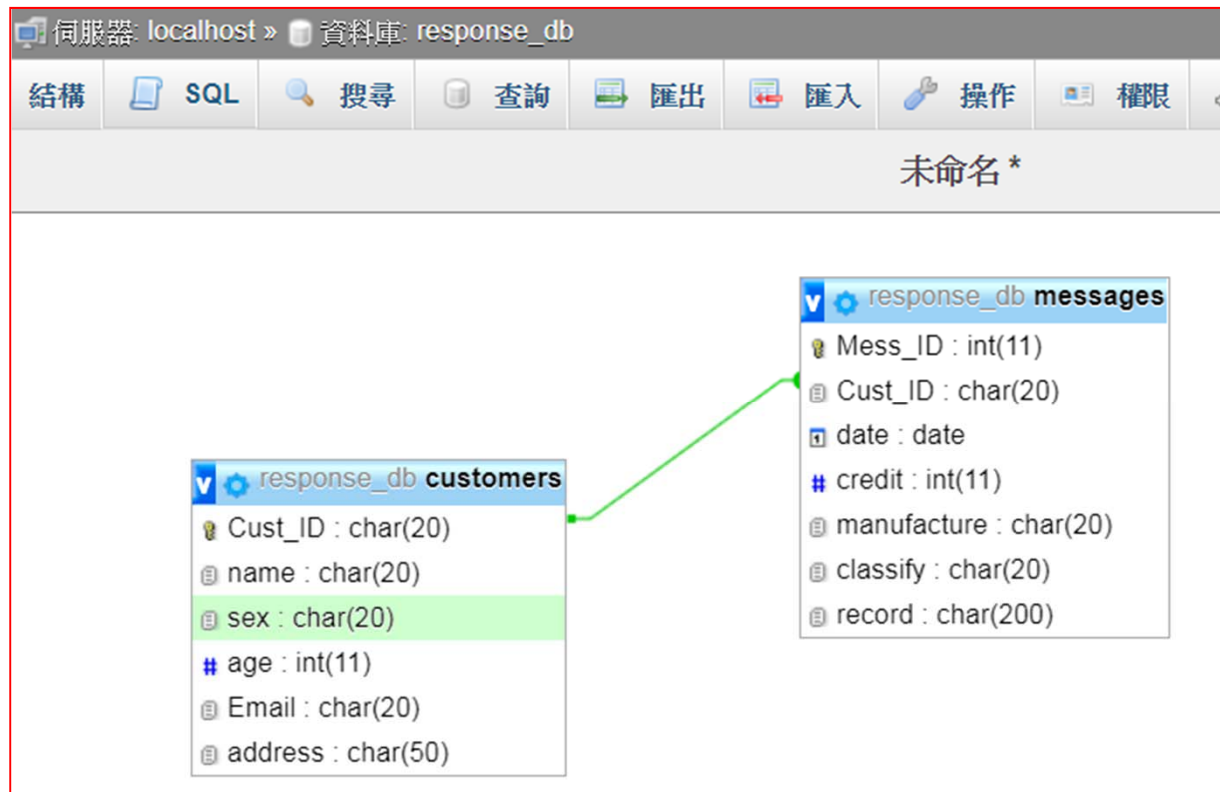 伺服器: localhost » 資料庫: response_db
結構 SQL 搜尋 查詢 匯出 匯入 操作 權限
未命名 *
v response_db messages
Mess_ID : int(11)
Cust_ID : char(20)
date : date
# credit : int(11)
manufacture : char(20)
classify : char(20)
record : char(200)
v response_db customers
Cust_ID : char(20)
name : char(20)
sex : char(20)
# age : int(11)
Email : char(20)
address : char(50)